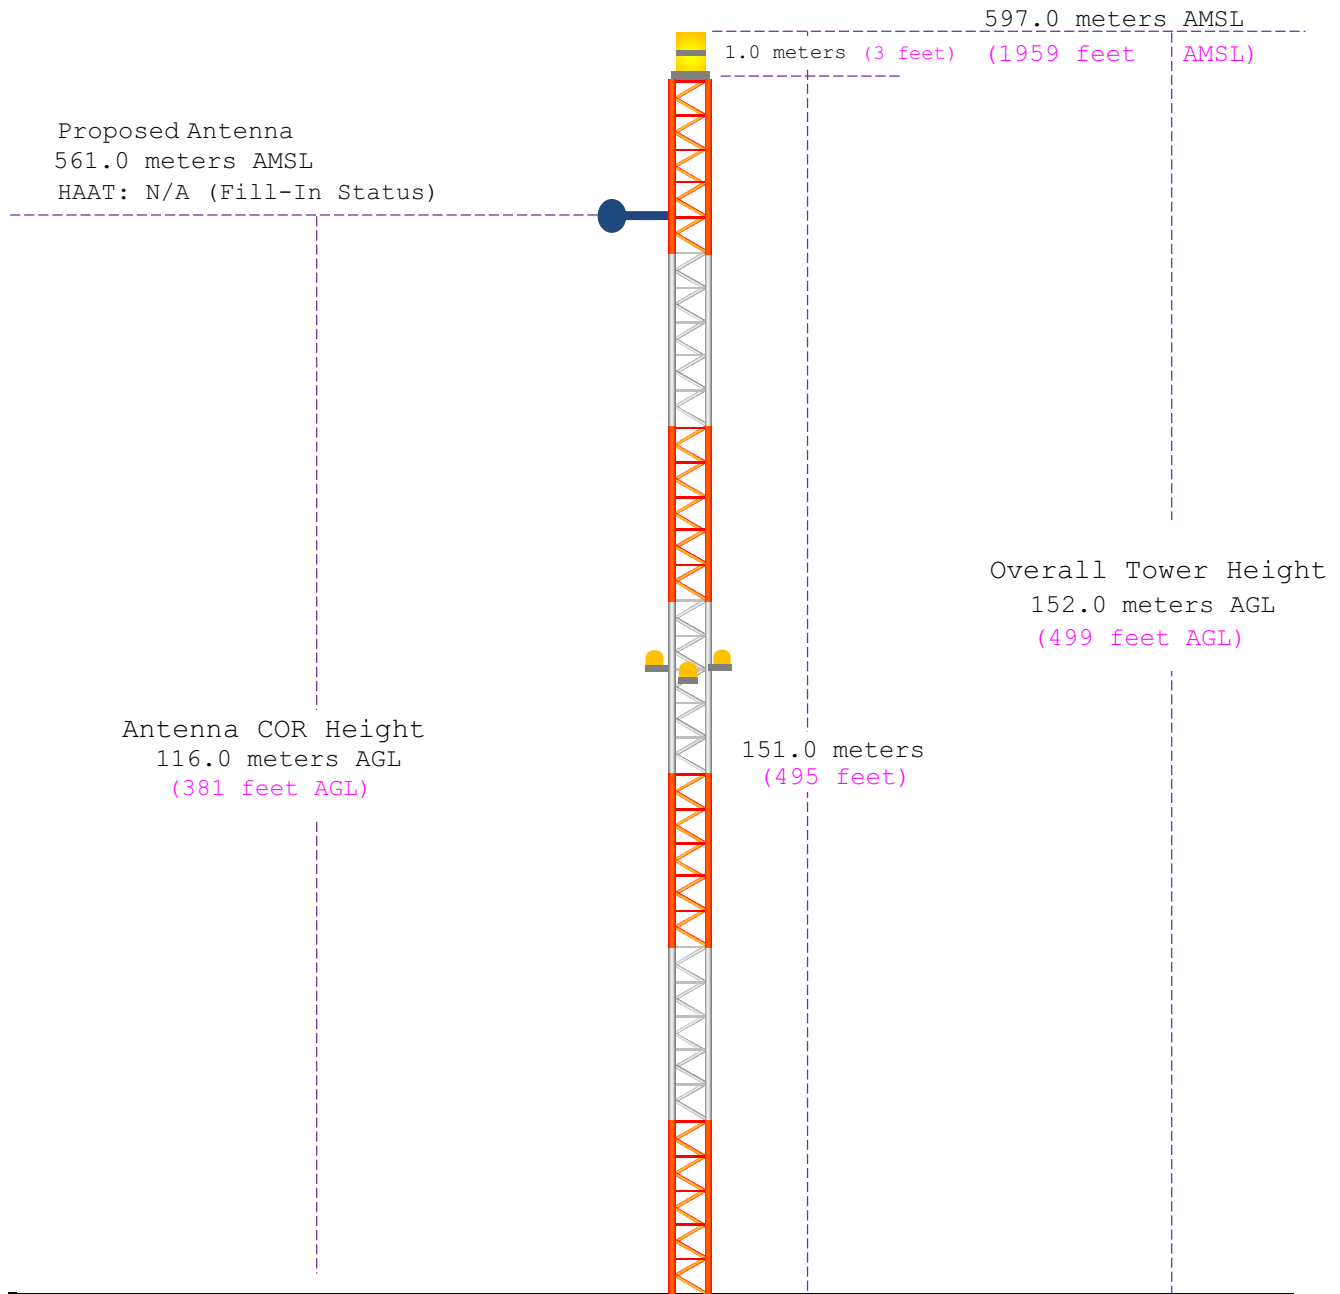 597.0 meters AMSL
1.0 meters (3 feet) (1959 feet AMSL)
Proposed Antenna
561.0 meters AMSL
HAAT: N/A (Fill-In Status)
Overall Tower Height
152.0 meters AGL
(499 feet AGL)
Antenna COR Height
116.0 meters AGL
(381 feet AGL)
151.0 meters
(495 feet)